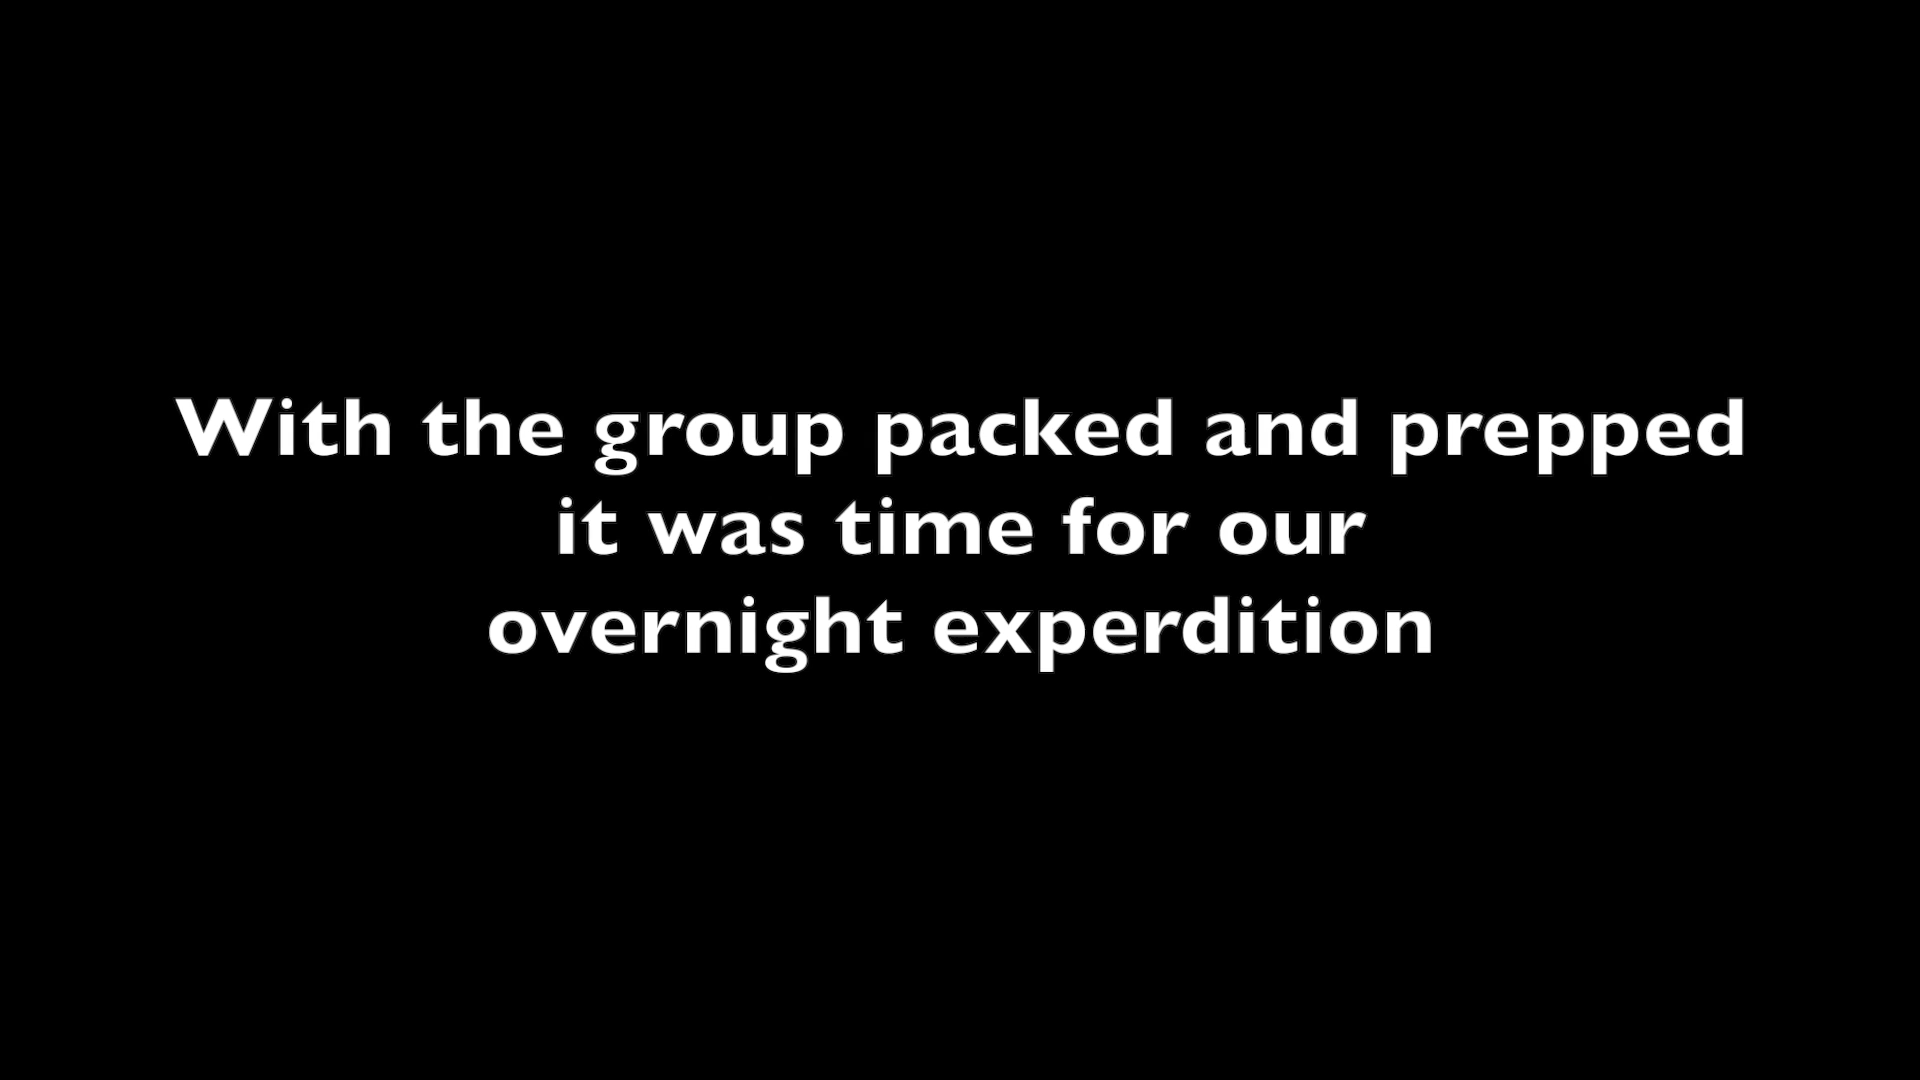 With the group packed and prepped
it was time for our
overnight experdition